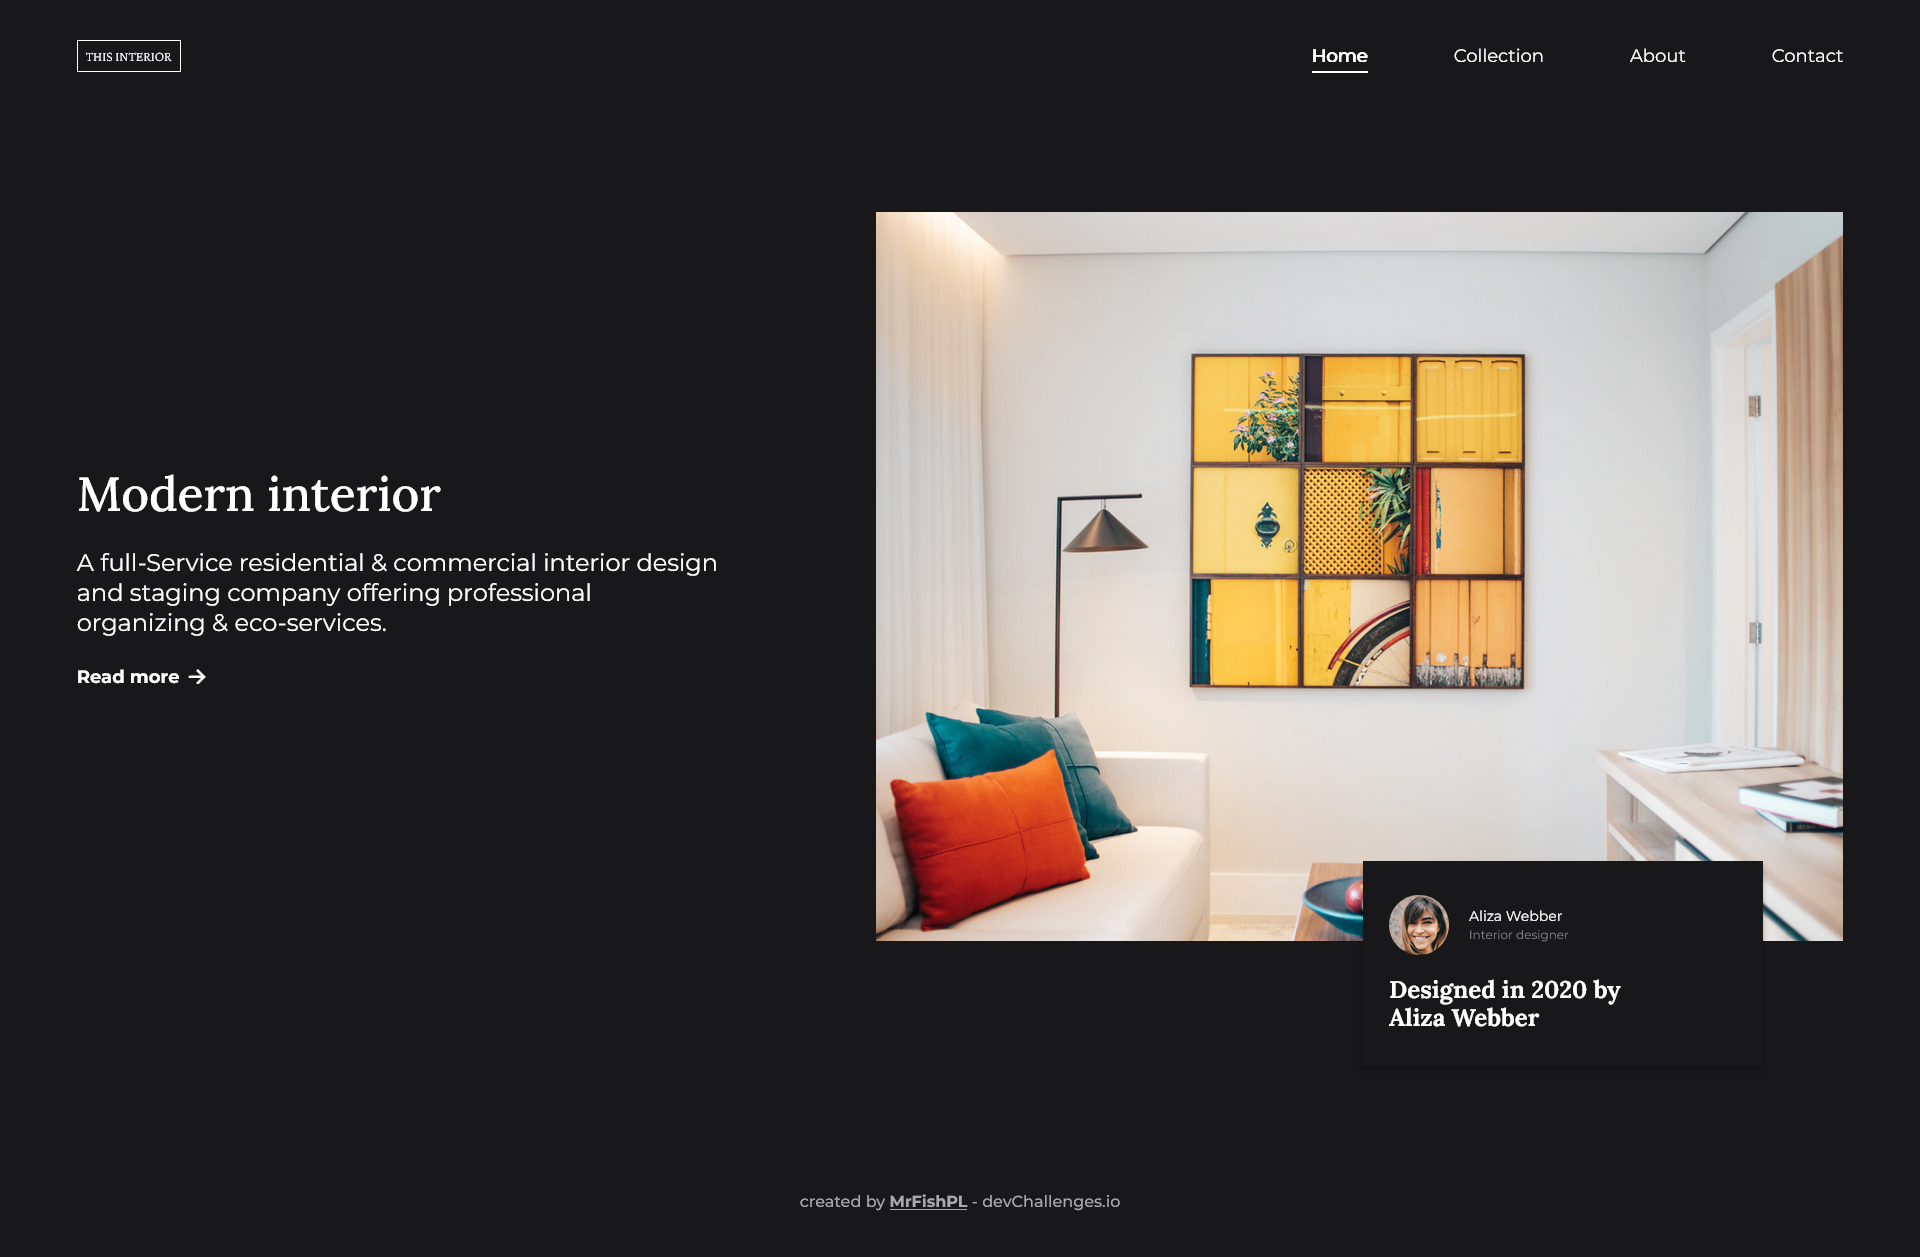 THIS INTERIOR
Home
Collection
About
Contact
Modern interior
A full-Service residential & commercial interior design
and staging company offering professional
organizing & eco-services.
Read more
Aliza Webber
Interior designer
Designed in 2020 by
Aliza Webber
created by MrFishPL - devChallenges.io